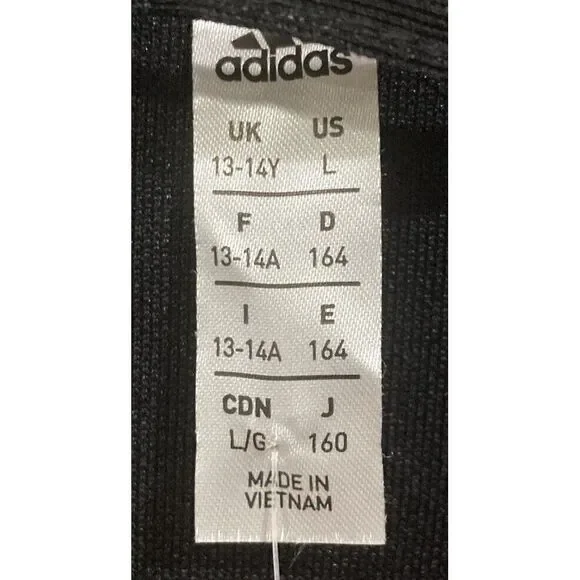 adidas
UK US
13-14Y L
F D
13-14A 164
I E
13-14A 164
CDN J
L/G 160
MADE IN
VIETNAM